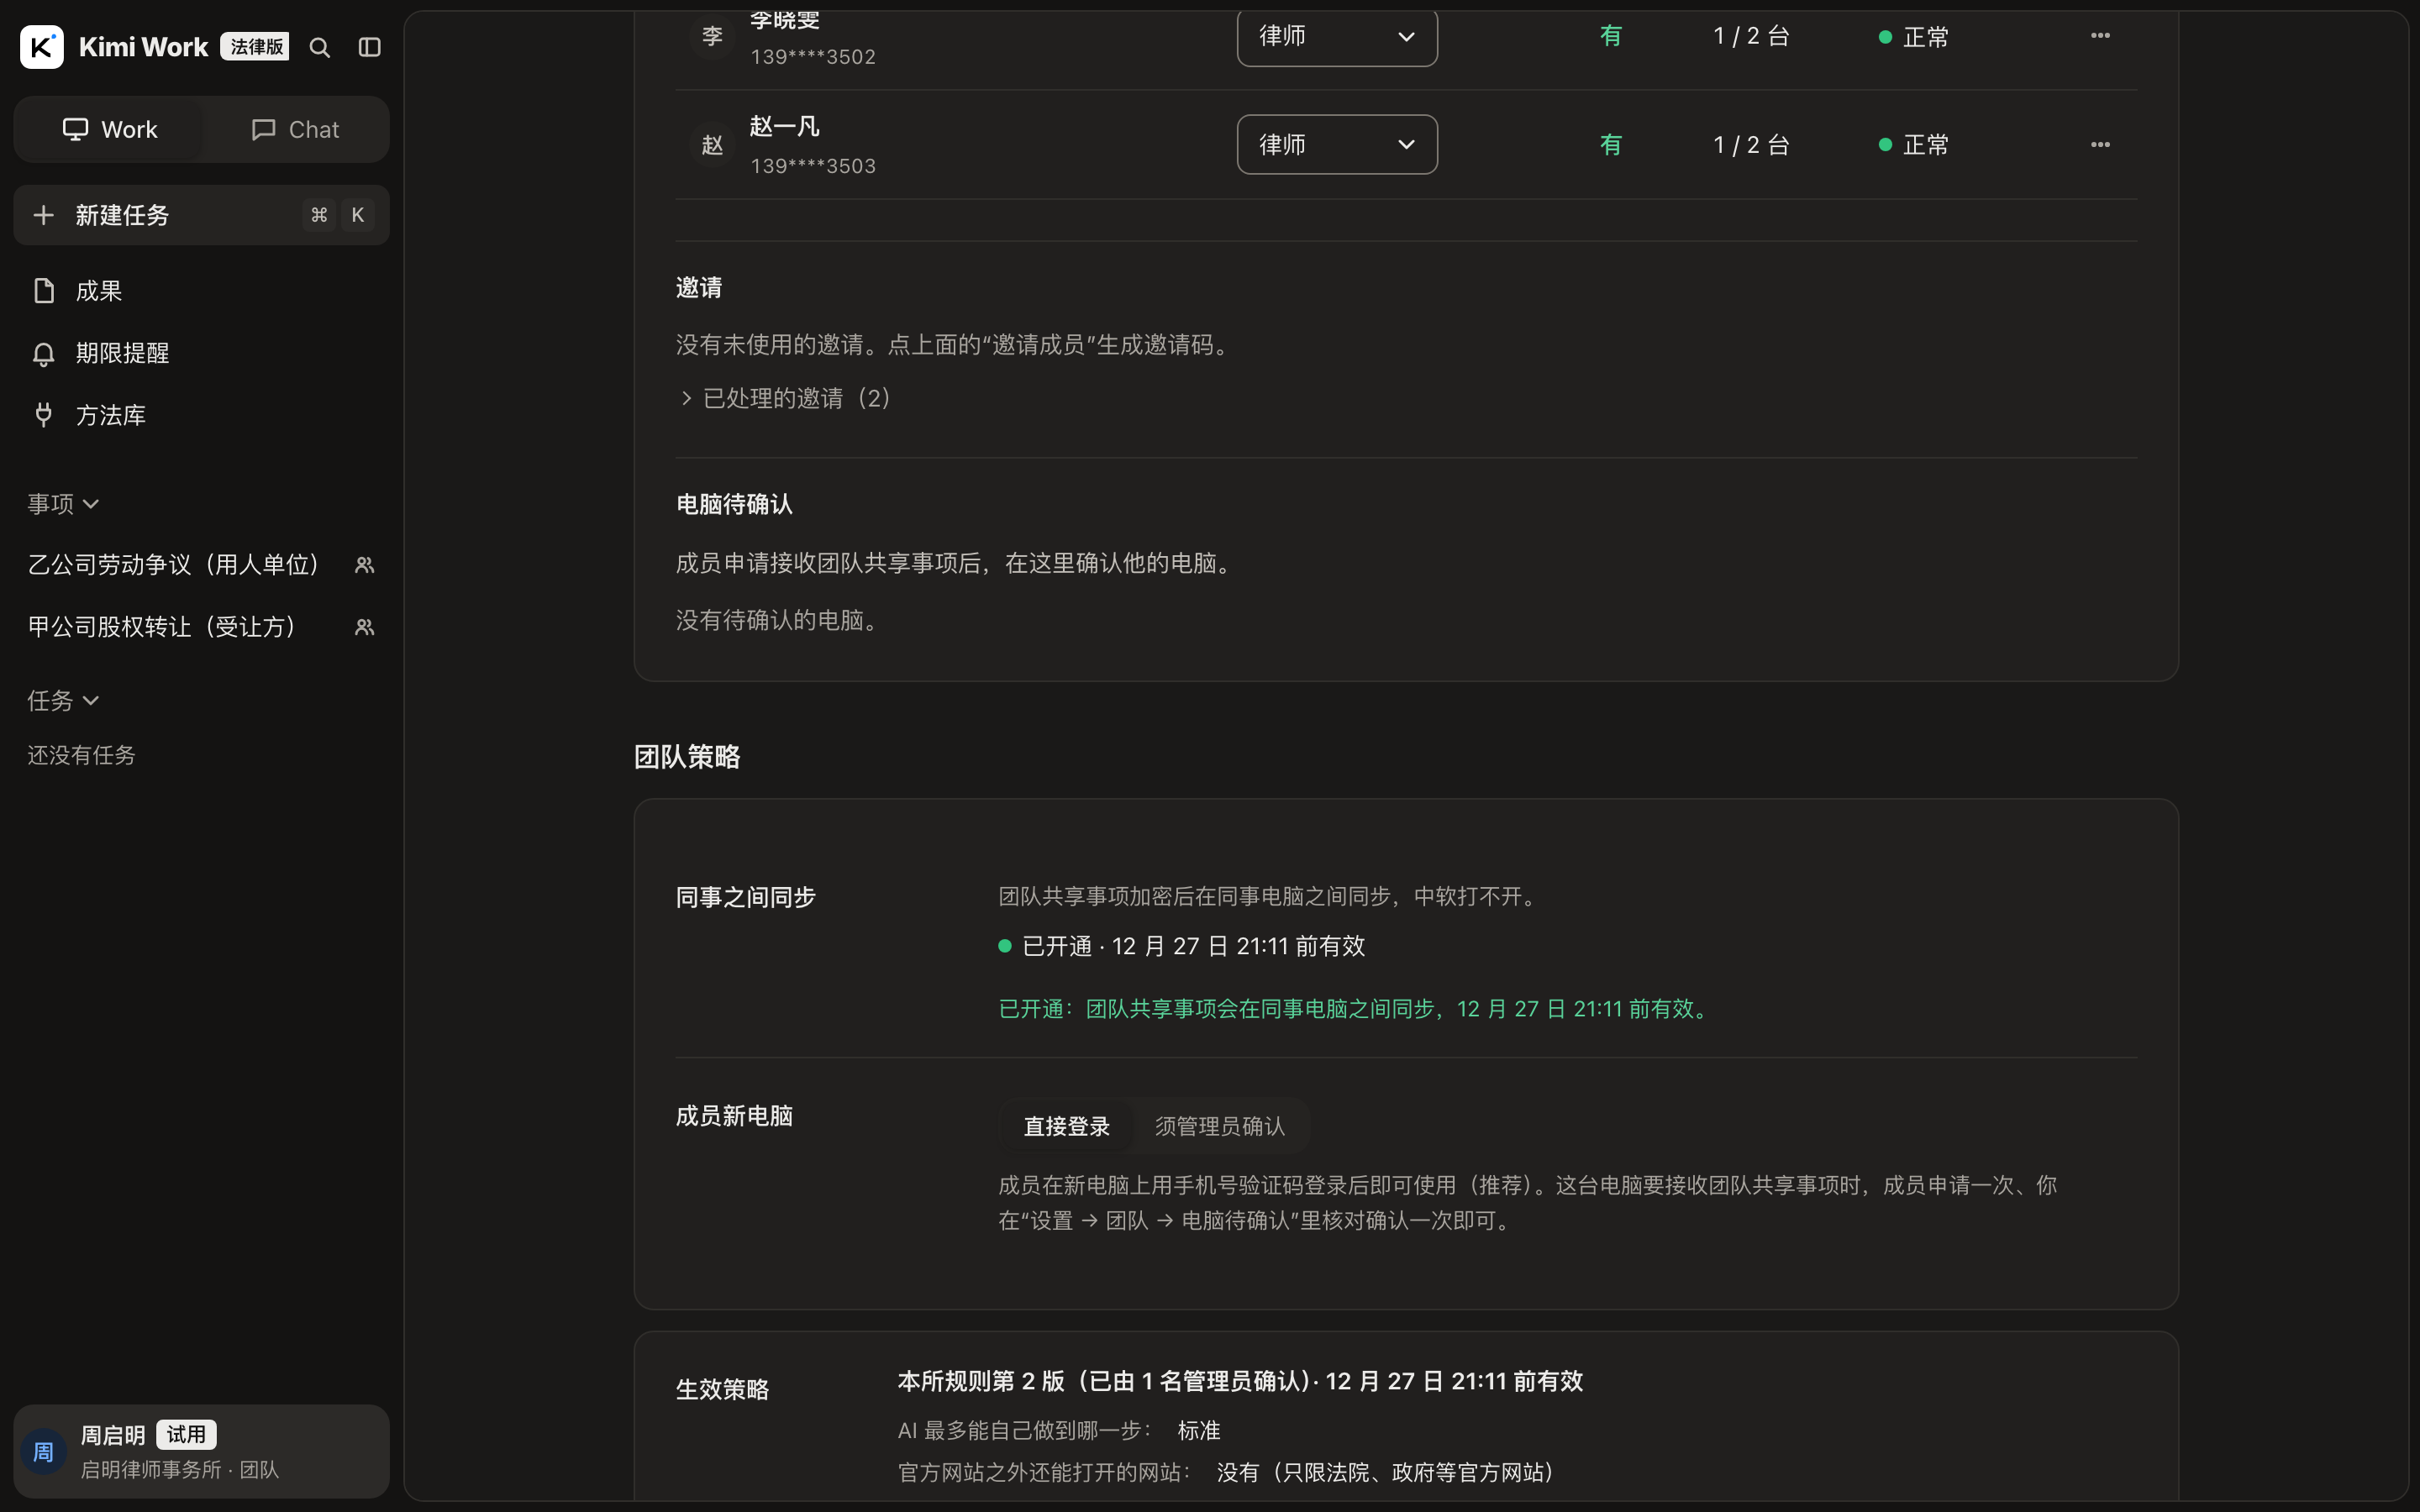 Kimi Work 法律版
Work
Chat
新建任务 ⌘ K
成果
期限提醒
方法库
事项
乙公司劳动争议（用人单位）
甲公司股权转让（受让方）
任务
还没有任务
周 周启明 试用
启明律师事务所 · 团队
李 李晓雯 律师 有 1 / 2 台 正常
139****3502
赵 赵一凡 律师 有 1 / 2 台 正常
139****3503
邀请
没有未使用的邀请。点上面的“邀请成员”生成邀请码。
已处理的邀请（2）
电脑待确认
成员申请接收团队共享事项后，在这里确认他的电脑。
没有待确认的电脑。
团队策略
同事之间同步 团队共享事项加密后在同事电脑之间同步，中软打不开。
已开通 · 12 月 27 日 21:11 前有效
已开通：团队共享事项会在同事电脑之间同步，12 月 27 日 21:11 前有效。
成员新电脑 直接登录 须管理员确认
成员在新电脑上用手机号验证码登录后即可使用（推荐）。这台电脑要接收团队共享事项时，成员申请一次、你
在“设置 → 团队 → 电脑待确认”里核对确认一次即可。
生效策略 本所规则第 2 版（已由 1 名管理员确认）· 12 月 27 日 21:11 前有效
AI 最多能自己做到哪一步： 标准
官方网站之外还能打开的网站： 没有（只限法院、政府等官方网站）